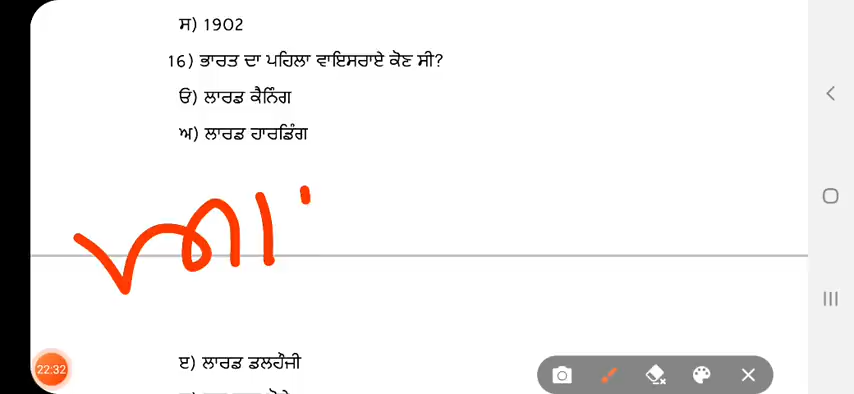 ਸ) 1902
16) ਭਾਰਤ ਦਾ ਪਹਿਲਾ ਵਾਇਸਰਾਏ ਕੋਣ ਸੀ?
ੳ) ਲਾਰਡ ਕੈਨਿੰਗ
ਅ) ਲਾਰਡ ਹਾਰਡਿੰਗ
ੲ) ਲਾਰਡ ਡਲਹੌਜੀ
22:32